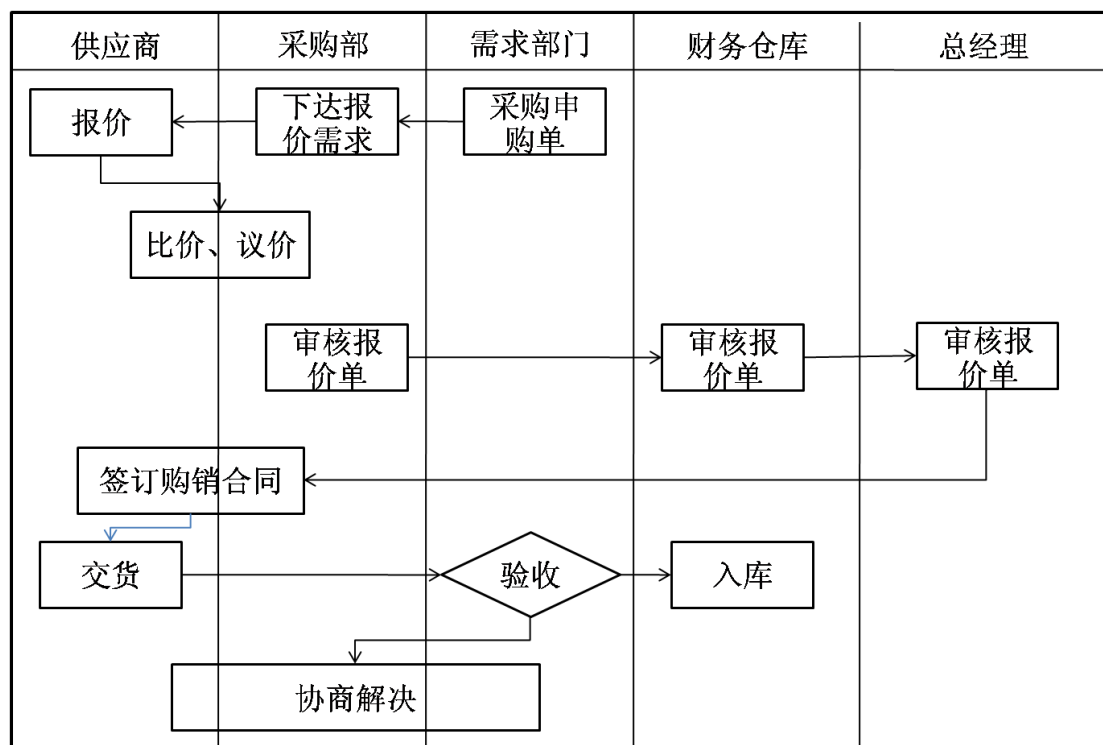 供应商
采购部
需求部门
财务仓库
总经理
报价
下达报
价需求
采购申
购单
比价、议价
审核报
价单
审核报
价单
审核报
价单
签订购销合同
交货
验收
入库
协商解决